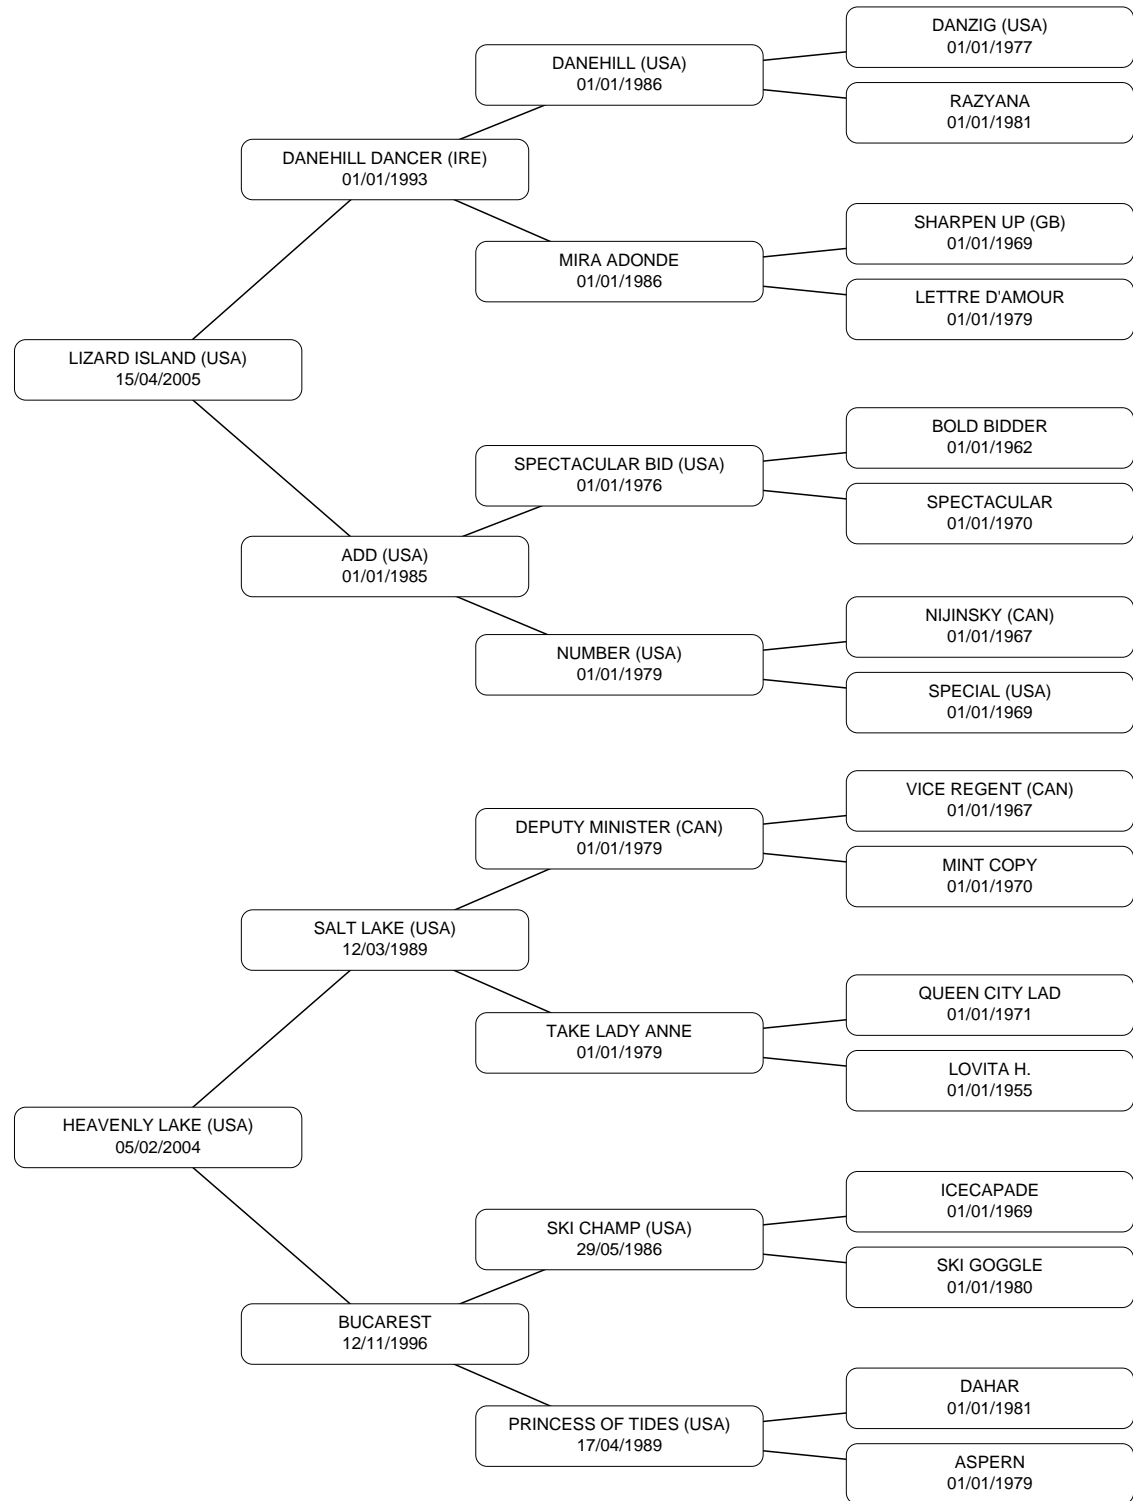 DANZIG (USA)
01/01/1977
DANEHILL (USA)
01/01/1986
RAZYANA
01/01/1981
DANEHILL DANCER (IRE)
01/01/1993
SHARPEN UP (GB)
01/01/1969
MIRA ADONDE
01/01/1986
LETTRE D'AMOUR
01/01/1979
LIZARD ISLAND (USA)
15/04/2005
BOLD BIDDER
01/01/1962
SPECTACULAR BID (USA)
01/01/1976
SPECTACULAR
01/01/1970
ADD (USA)
01/01/1985
NIJINSKY (CAN)
01/01/1967
NUMBER (USA)
01/01/1979
SPECIAL (USA)
01/01/1969
VICE REGENT (CAN)
01/01/1967
DEPUTY MINISTER (CAN)
01/01/1979
MINT COPY
01/01/1970
SALT LAKE (USA)
12/03/1989
QUEEN CITY LAD
01/01/1971
TAKE LADY ANNE
01/01/1979
LOVITA H.
01/01/1955
HEAVENLY LAKE (USA)
05/02/2004
ICECAPADE
01/01/1969
SKI CHAMP (USA)
29/05/1986
SKI GOGGLE
01/01/1980
BUCAREST
12/11/1996
DAHAR
01/01/1981
PRINCESS OF TIDES (USA)
17/04/1989
ASPERN
01/01/1979